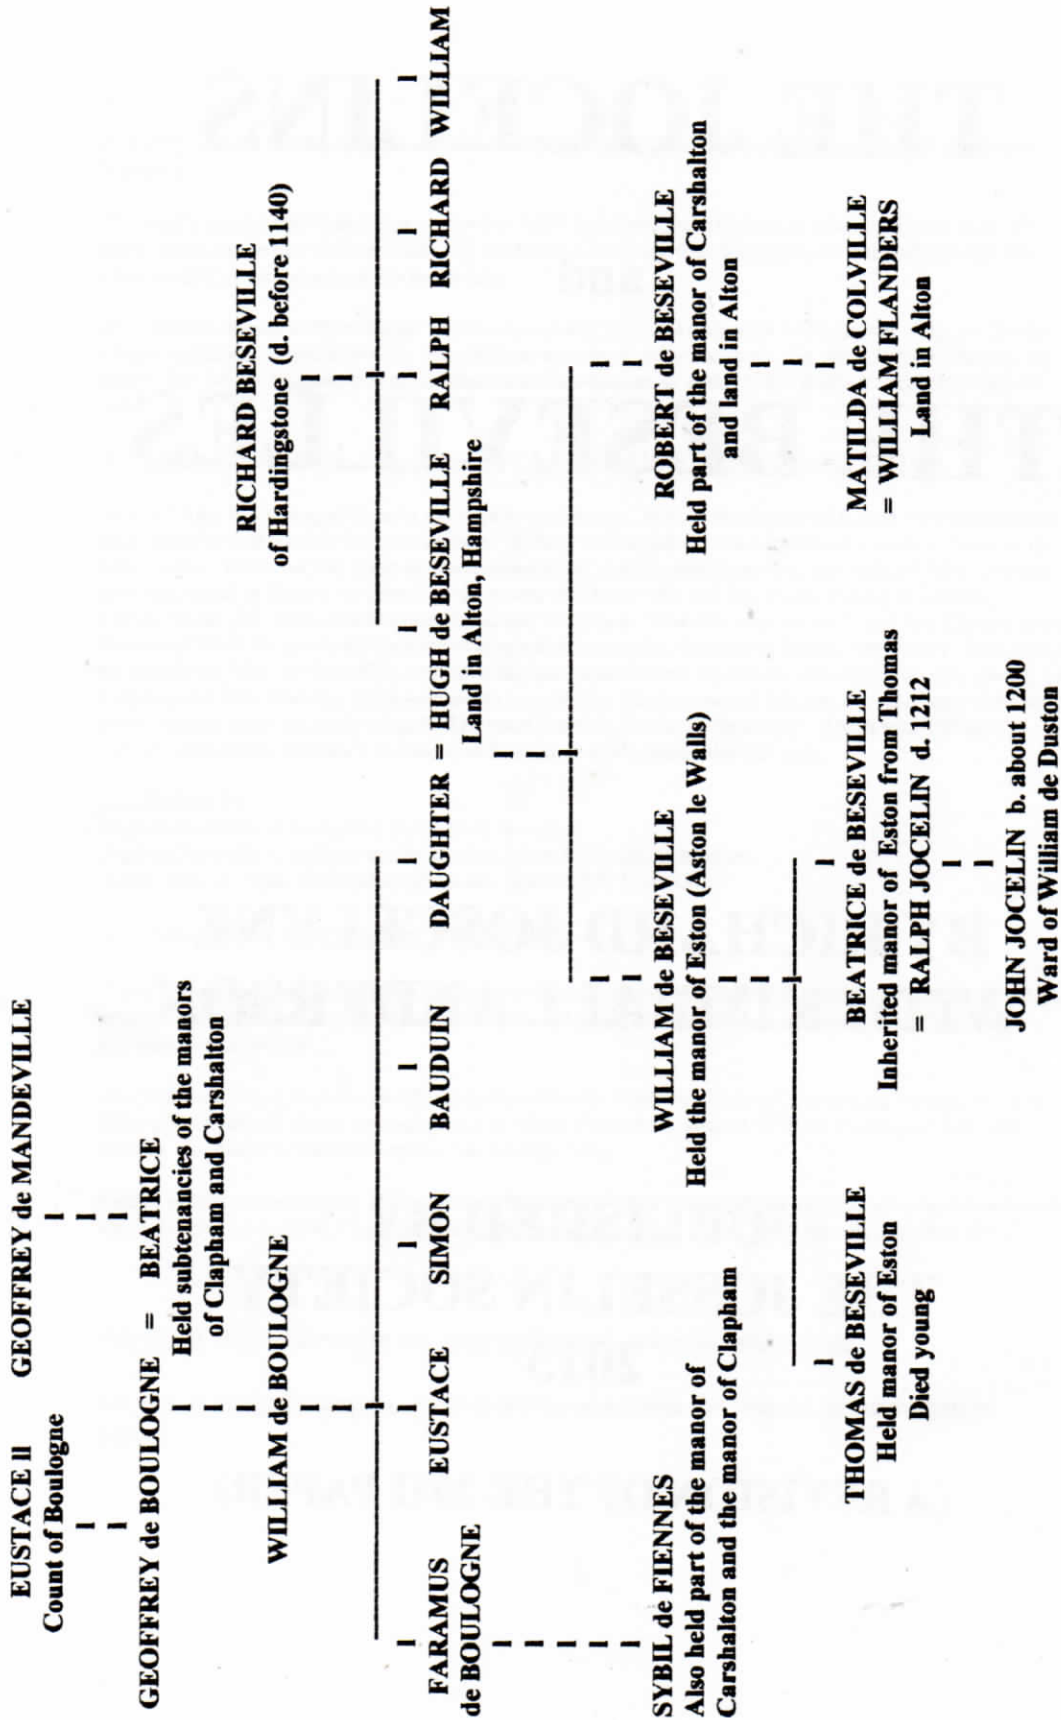 EUSTACE II
Count of Boulogne
GEOFFREY de MANDEVILLE
GEOFFREY de BOULOGNE = BEATRICE
Held subtenancies of the manors
of Clapham and Carshalton
RICHARD BESEVILLE
of Hardingstone (d. before 1140)
WILLIAM de BOULOGNE
FARAMUS
de BOULOGNE
EUSTACE
SIMON
BAUDUIN
DAUGHTER = HUGH de BESEVILLE
Land in Alton, Hampshire
RALPH
RICHARD
WILLIAM
SYBIL de FIENNES
Also held part of the manor of
Carshalton and the manor of Clapham
WILLIAM de BESEVILLE
Held the manor of Eston (Aston le Walls)
ROBERT de BESEVILLE
Held part of the manor of Carshalton
and land in Alton
THOMAS de BESEVILLE
Held manor of Eston
Died young
BEATRICE de BESEVILLE
Inherited manor of Eston from Thomas
= RALPH JOCELIN d.1212
MATILDA de COLVILLE
= WILLIAM FLANDERS
Land in Alton
JOHN JOCELIN b. about 1200
Ward of William de Duston